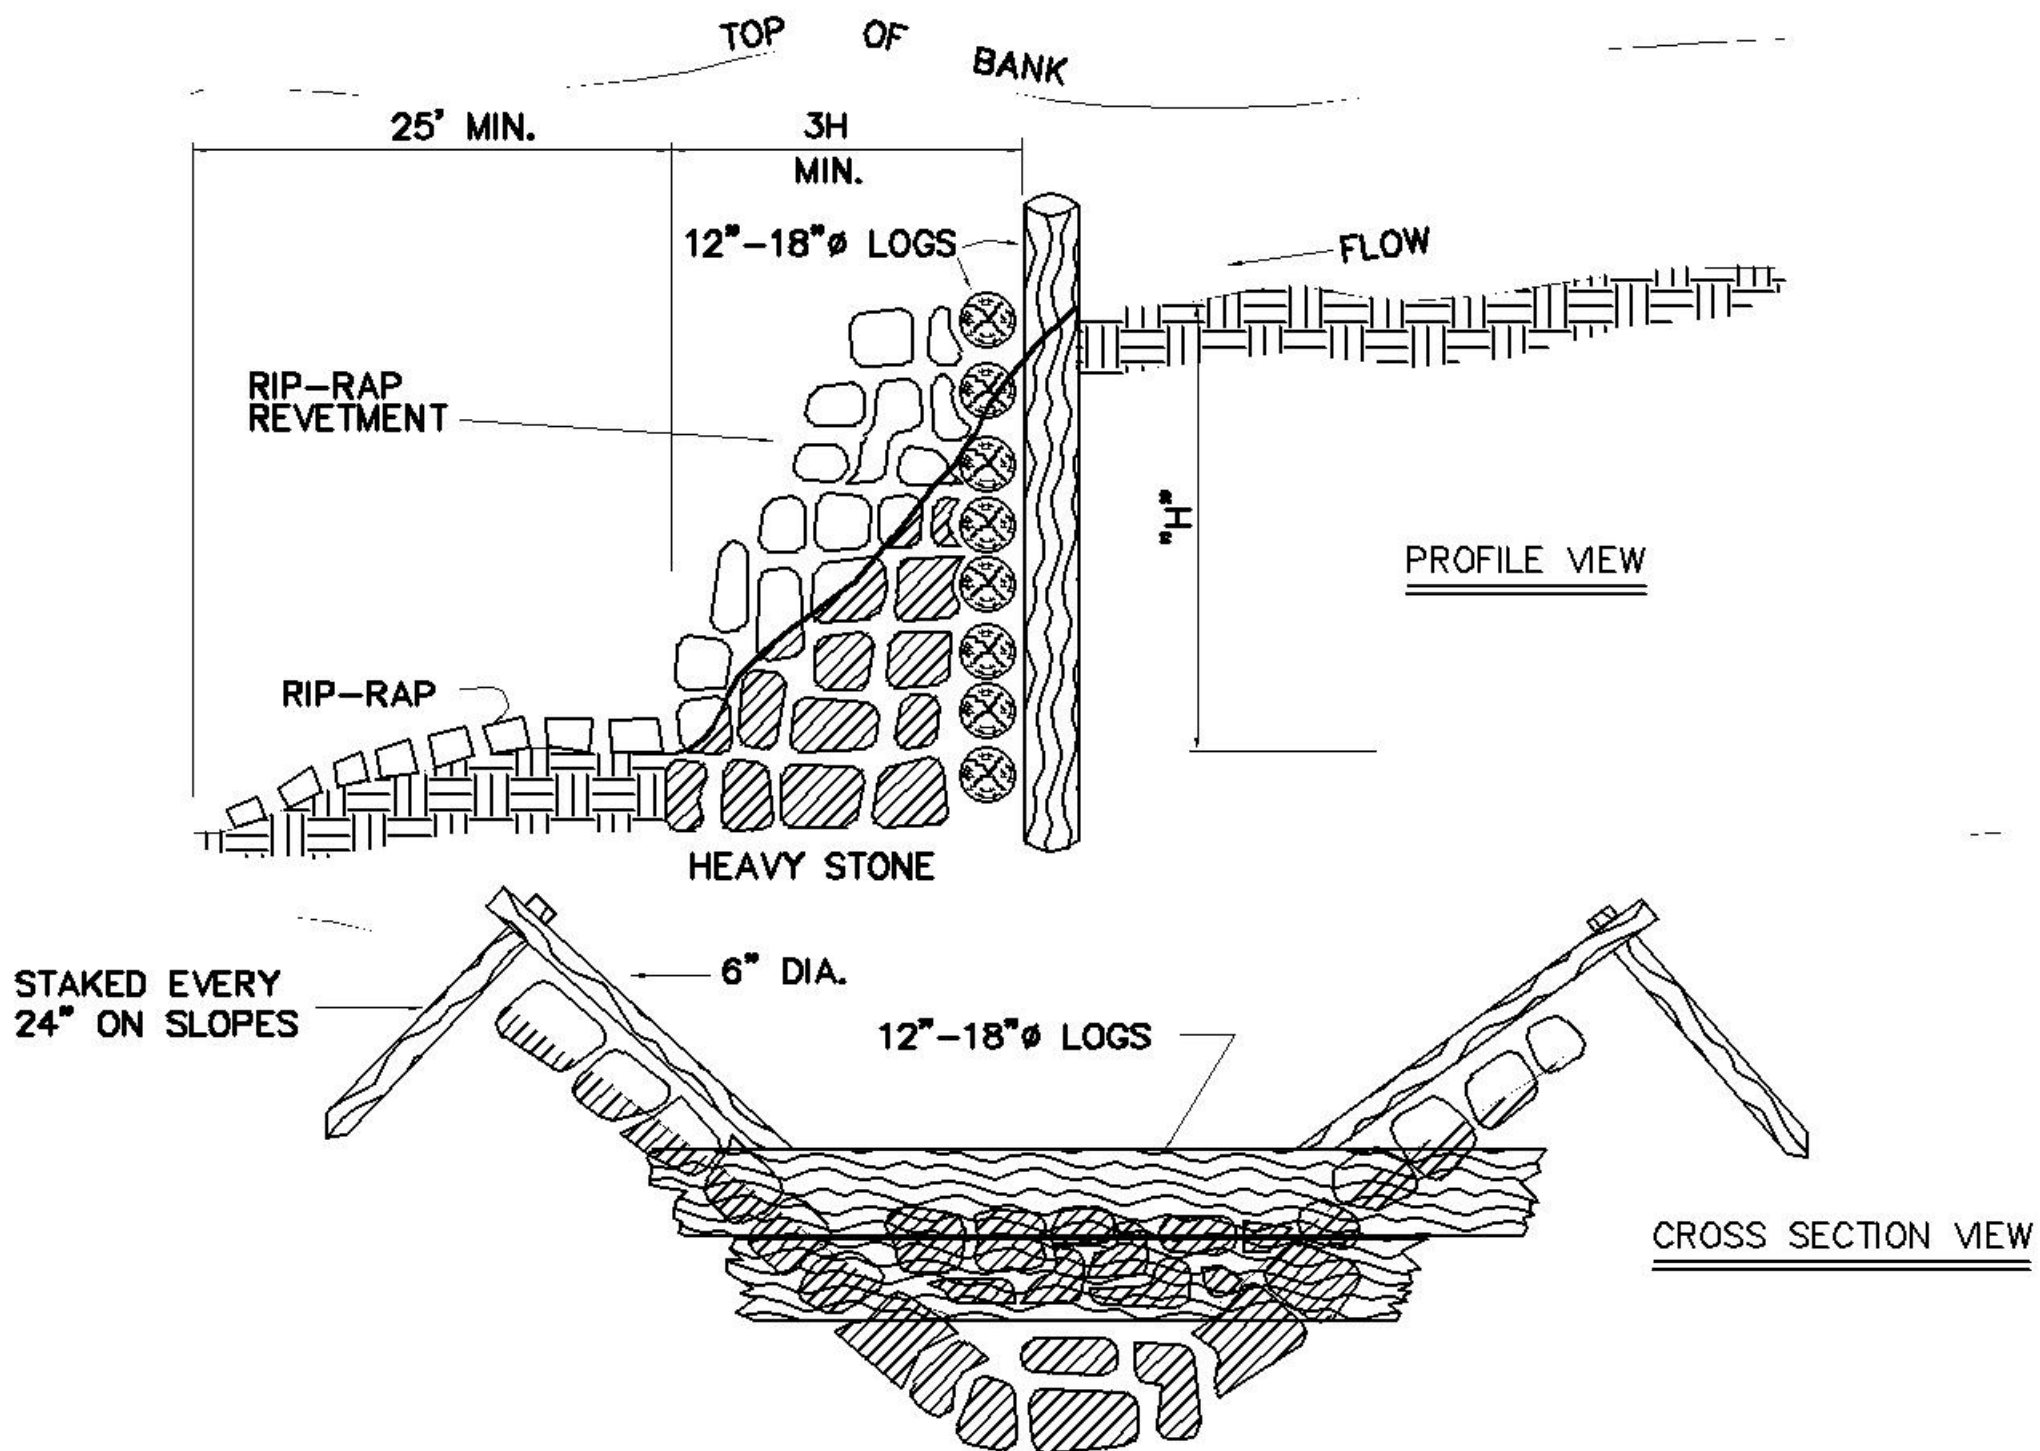 TOP OF BANK
25' MIN.
3H
MIN.
12"-18"ø LOGS
FLOW
RIP-RAP
REVETMENT
"H"
PROFILE VIEW
RIP-RAP
HEAVY STONE
STAKED EVERY
24" ON SLOPES
6" DIA.
12"-18"ø LOGS
CROSS SECTION VIEW